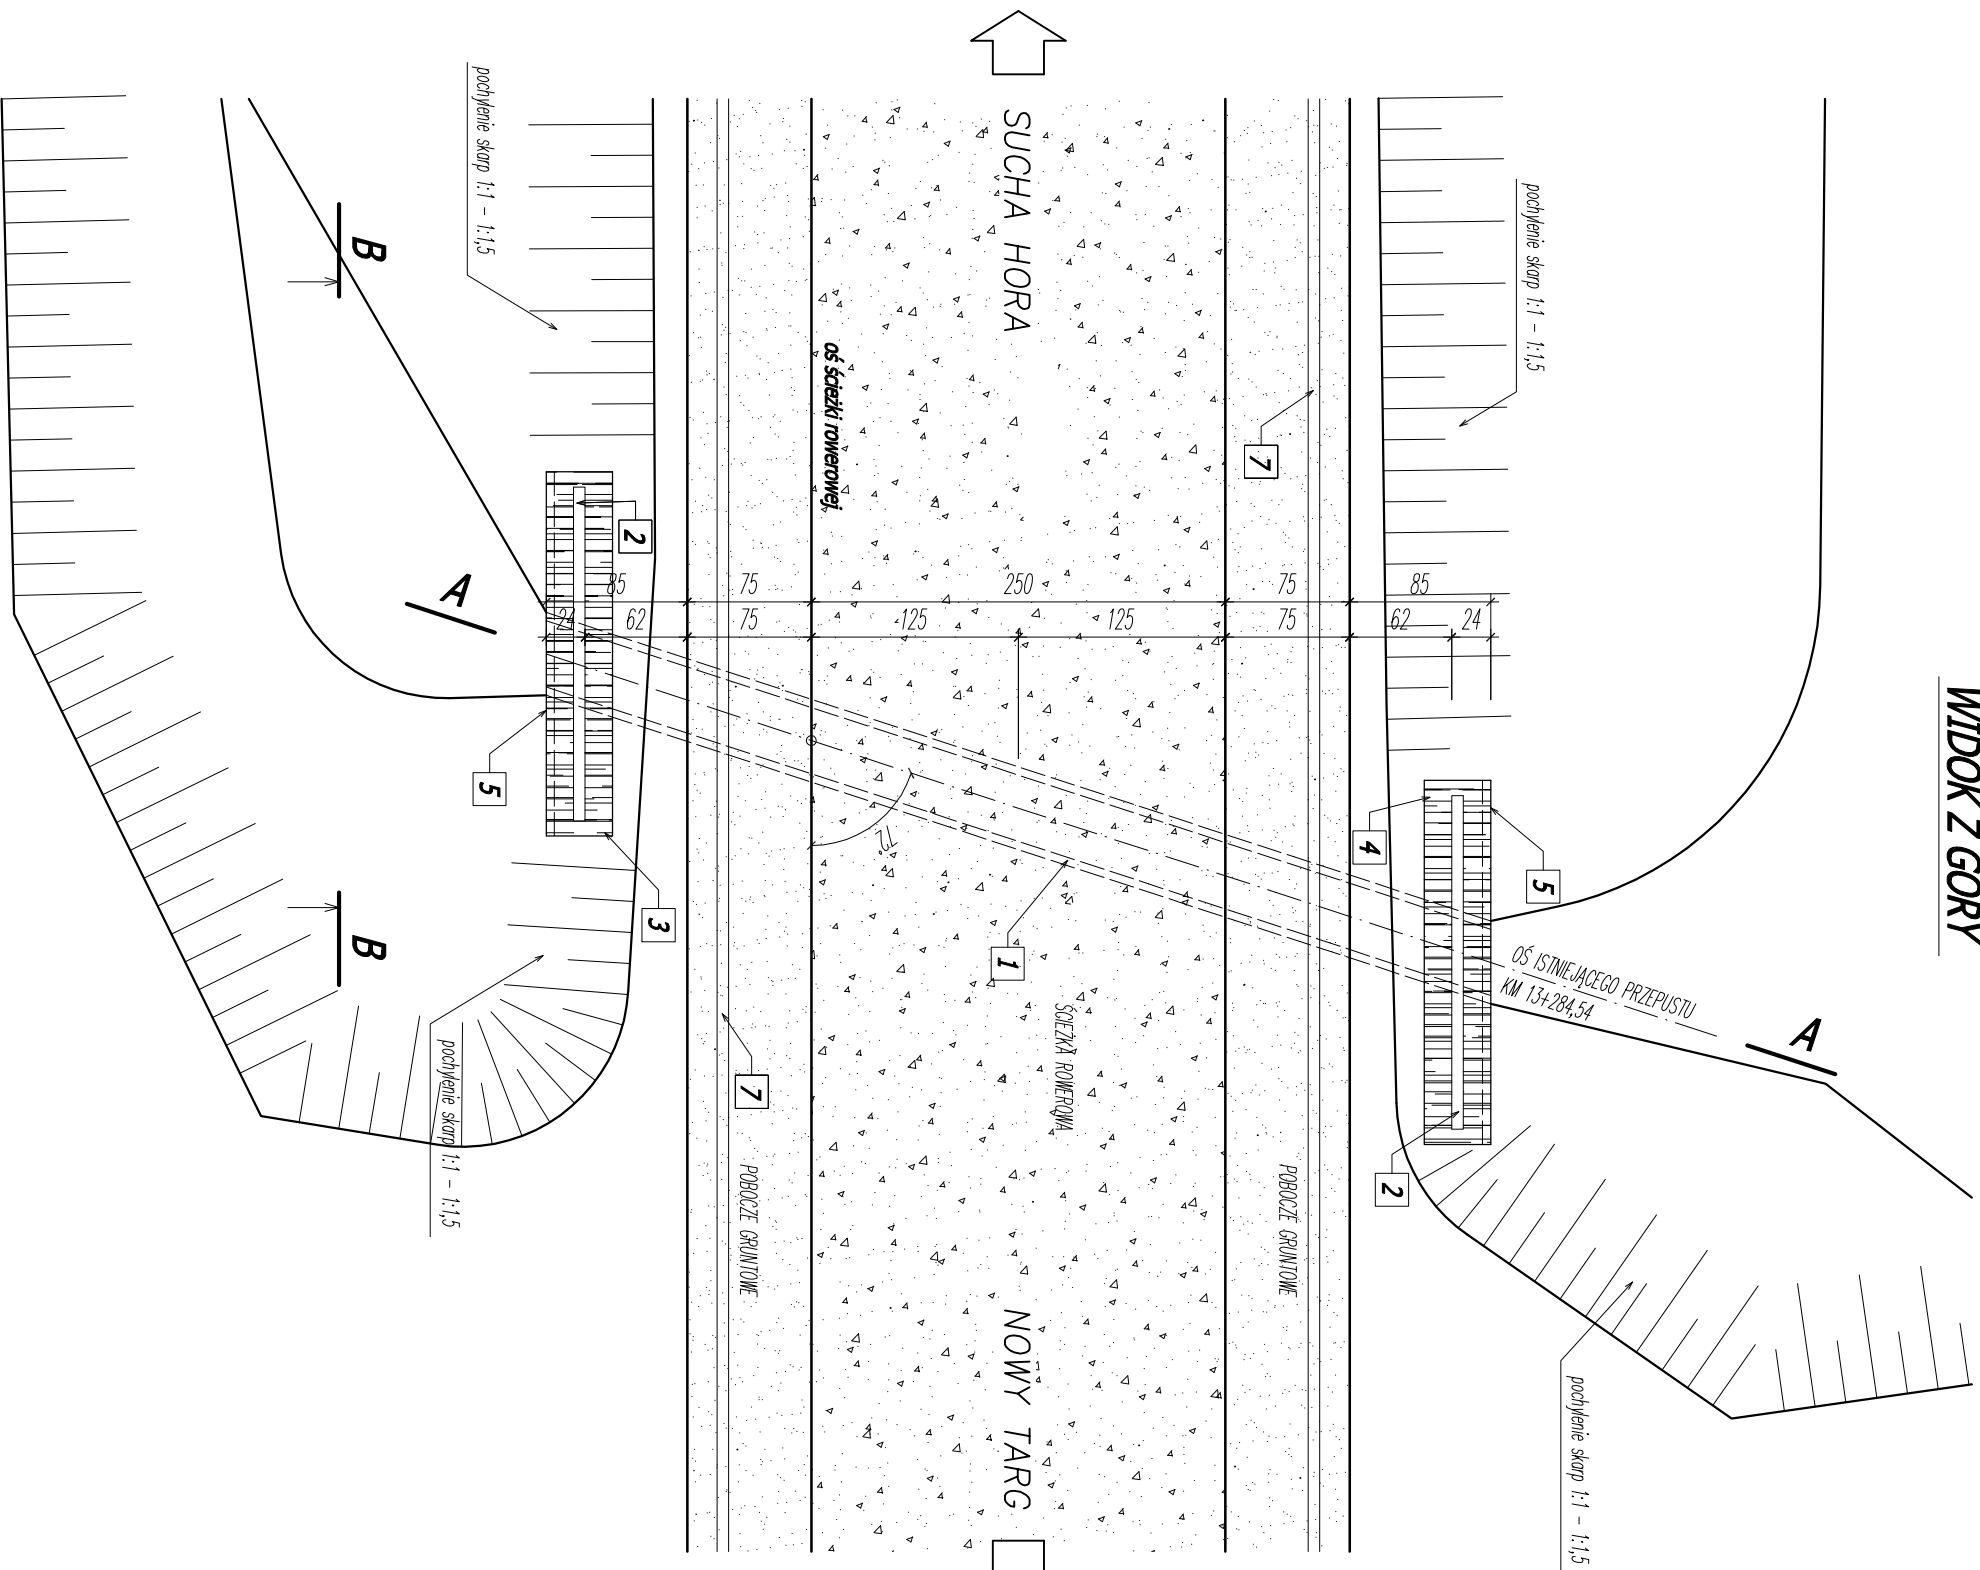 WIDOK Z GÓRY
SUCHA HORA
NOWY TARG
oś ścieżki rowerowej
ŚCIEŻKA ROWEROWA
POBOCZE GRUNTOWE
POBOCZE GRUNTOWE
OŚ ISTNIEJĄCEGO PRZEPUSTU
KM 13+284,54
pochylenie skarp 1:1 - 1:1,5
pochylenie skarp 1:1 - 1:1,5
pochylenie skarp 1:1 - 1:1,5
pochylenie skarp 1:1 - 1:1,5
85 75 250 75 85
24 62 75 125 125 75 62 24
73°
A
A
B
B
1
2
2
3
4
5
5
7
7